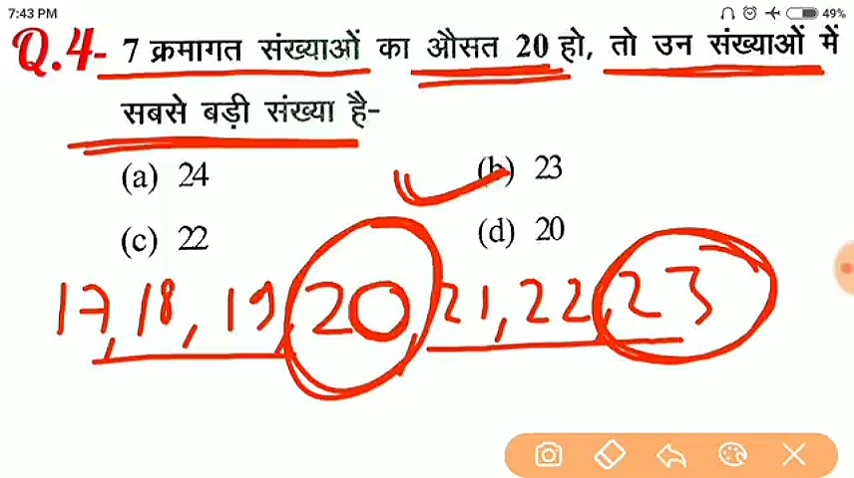 7:43 PM 49%
Q.4- 7 क्रमागत संख्याओं का औसत 20 हो, तो उन संख्याओं में
सबसे बड़ी संख्या है-
(a) 24 (b) 23
(c) 22 (d) 20
17, 18, 19, 20, 21, 22, 23